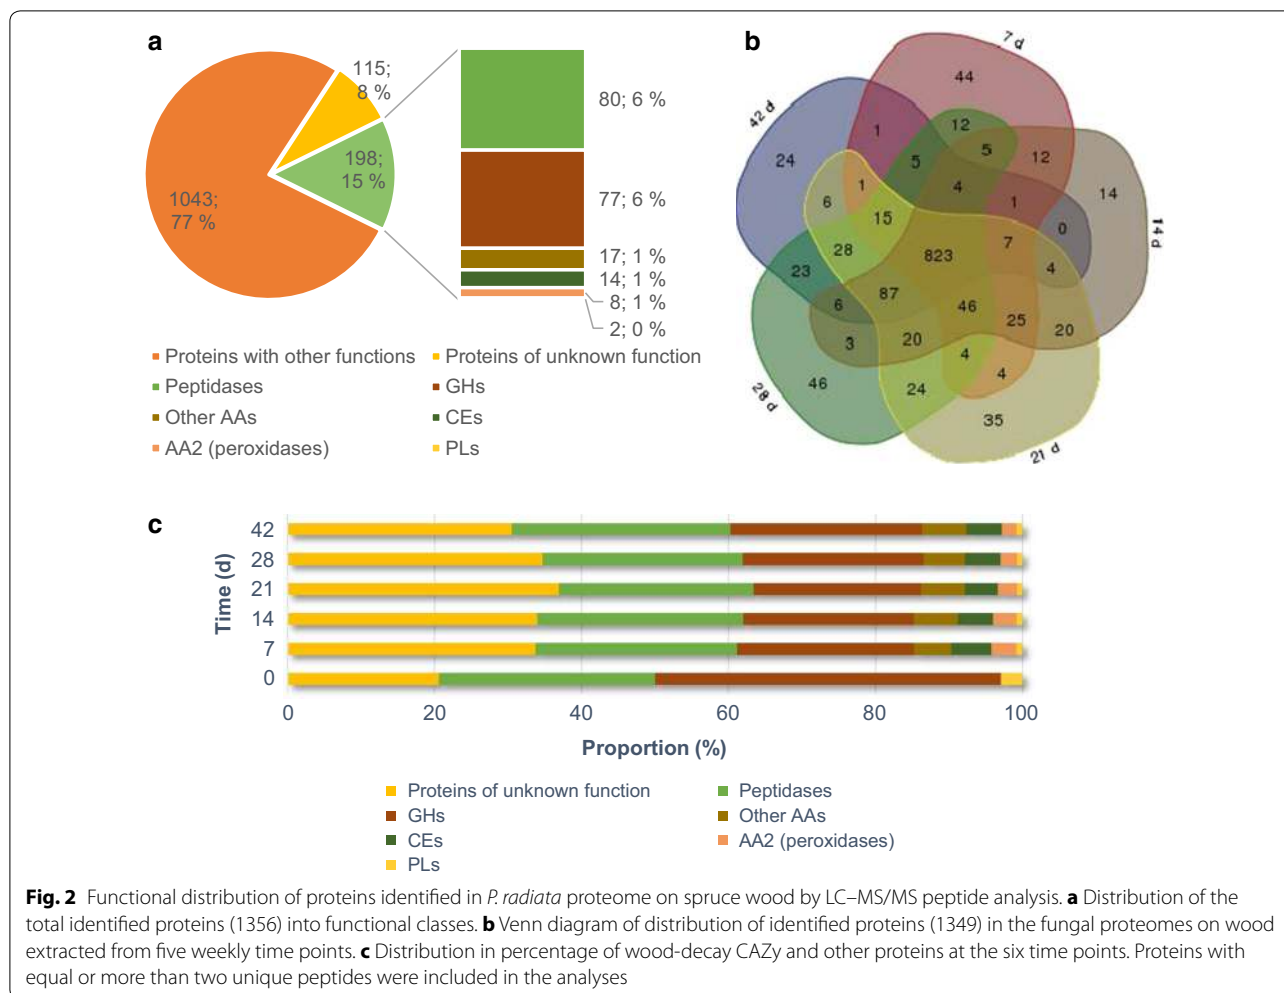 a
115;
8 %
198;
15 %
1043;
77 %
80; 6 %
77; 6 %
17; 1 %
14; 1 %
8; 1 %
2; 0 %
Proteins with other functions
Proteins of unknown function
Peptidases
GHs
Other AAs
CEs
AA2 (peroxidases)
PLs
b
7 d
42 d
14 d
28 d
21 d
44
1
12
5
5
12
24
14
1
4
1
0
6
15
7
28
823
4
23
87
46
6
25
20
3
20
4
4
46
24
35
c
Time (d)
42
28
21
14
7
0
0 20 40 60 80 100
Proportion (%)
Proteins of unknown function
Peptidases
GHs
Other AAs
CEs
AA2 (peroxidases)
PLs
Fig. 2 Functional distribution of proteins identified in P. radiata proteome on spruce wood by LC–MS/MS peptide analysis. a Distribution of the
total identified proteins (1356) into functional classes. b Venn diagram of distribution of identified proteins (1349) in the fungal proteomes on wood
extracted from five weekly time points. c Distribution in percentage of wood-decay CAZy and other proteins at the six time points. Proteins with
equal or more than two unique peptides were included in the analyses